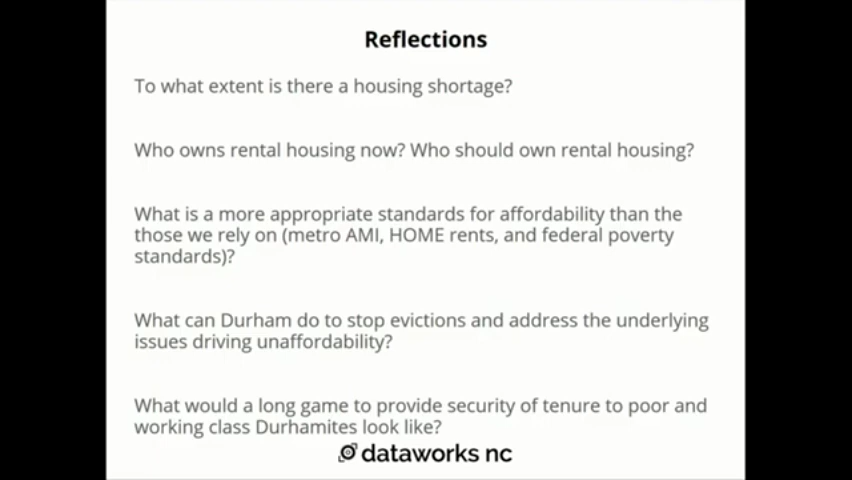 Reflections
To what extent is there a housing shortage?
Who owns rental housing now? Who should own rental housing?
What is a more appropriate standards for affordability than the
those we rely on (metro AMI, HOME rents, and federal poverty
standards)?
What can Durham do to stop evictions and address the underlying
issues driving unaffordability?
What would a long game to provide security of tenure to poor and
working class Durhamites look like?
dataworks nc